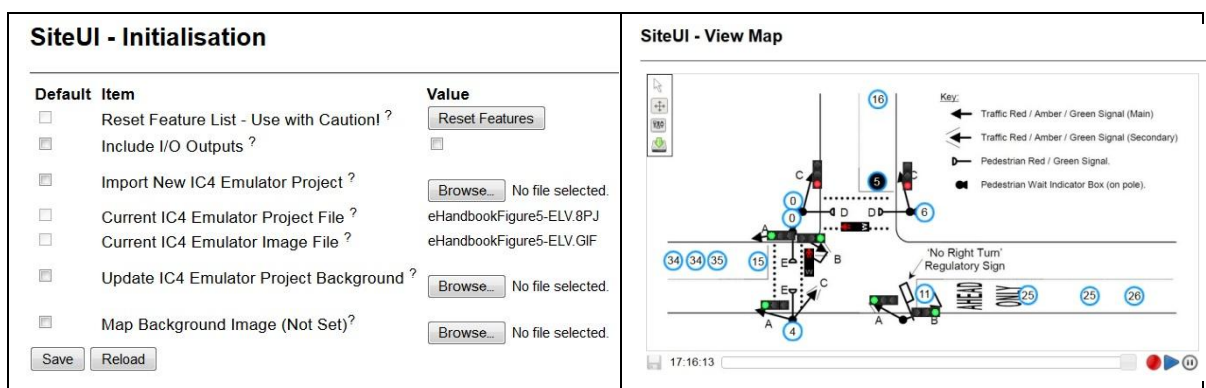 SiteUI - Initialisation
Default Item Value
Reset Feature List - Use with Caution! ? Reset Features
Include I/O Outputs ?
Import New IC4 Emulator Project ? Browse... No file selected.
Current IC4 Emulator Project File ? eHandbookFigure5-ELV.8PJ
Current IC4 Emulator Image File ? eHandbookFigure5-ELV.GIF
Update IC4 Emulator Project Background ? Browse... No file selected.
Map Background Image (Not Set)? Browse... No file selected.
Save Reload
SiteUI - View Map
16
Key:
Traffic Red / Amber / Green Signal (Main)
Traffic Red / Amber / Green Signal (Secondary)
Pedestrian Red / Green Signal.
Pedestrian Wait Indicator Box (on pole).
C 5 C
0
0 D D 6
A B
34 34 35 15 E
'No Right Turn'
Regulatory Sign
E C
11 AHEAD ONLY 25 25 26
A 4 A B
17:16:13